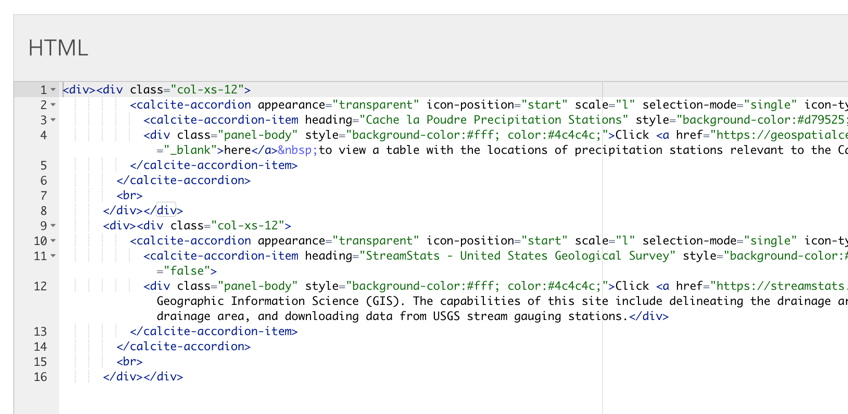 HTML
1 <div><div class="col-xs-12">
2 <calcite-accordion appearance="transparent" icon-position="start" scale="l" selection-mode="single" icon-ty
3 <calcite-accordion-item heading="Cache la Poudre Precipitation Stations" style="background-color:#d79525;
4 <div class="panel-body" style="background-color:#fff; color:#4c4c4c;">Click <a href="https://geospatialce
="_blank">here</a>&nbsp;to view a table with the locations of precipitation stations relevant to the Ca
5 </calcite-accordion-item>
6 </calcite-accordion>
7 <br>
8 </div></div>
9 <div><div class="col-xs-12">
10 <calcite-accordion appearance="transparent" icon-position="start" scale="l" selection-mode="single" icon-ty
11 <calcite-accordion-item heading="StreamStats - United States Geological Survey" style="background-color:#
="false">
12 <div class="panel-body" style="background-color:#fff; color:#4c4c4c;">Click <a href="https://streamstats.
Geographic Information Science (GIS). The capabilities of this site include delineating the drainage ar
drainage area, and downloading data from USGS stream gauging stations.</div>
13 </calcite-accordion-item>
14 </calcite-accordion>
15 <br>
16 </div></div>